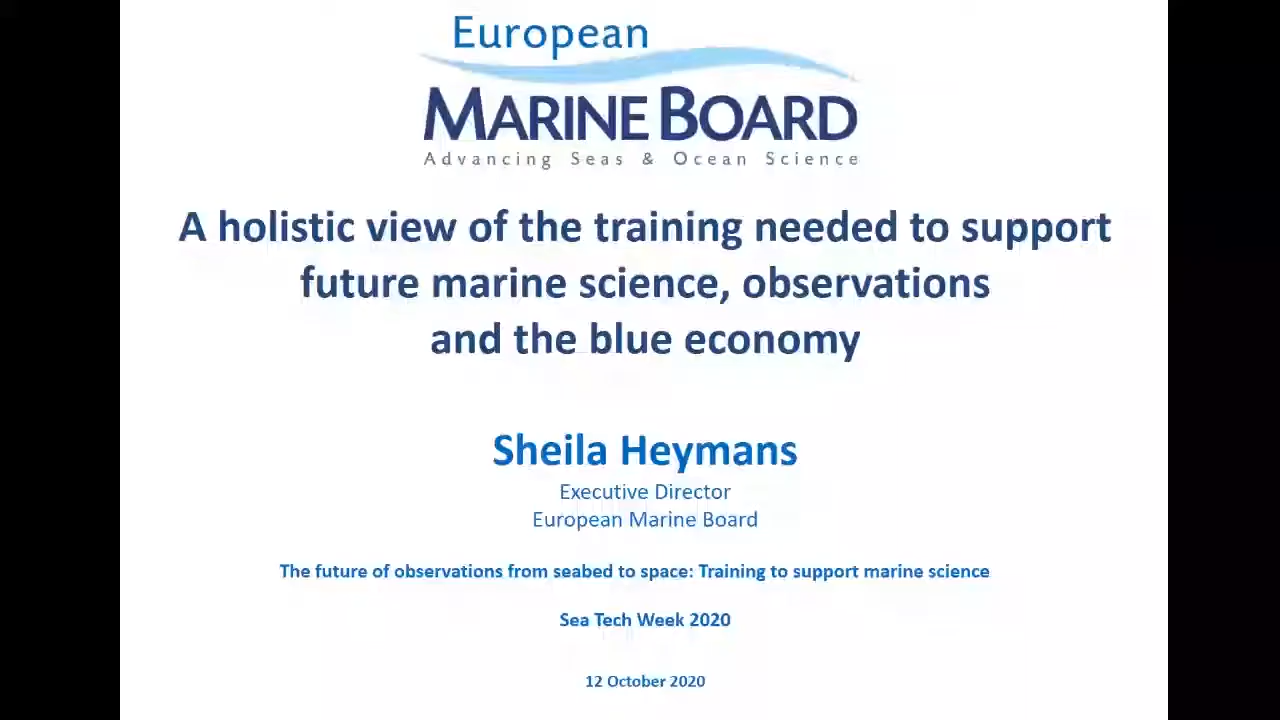 European
MARINE BOARD
Advancing Seas & Ocean Science
A holistic view of the training needed to support
future marine science, observations
and the blue economy
Sheila Heymans
Executive Director
European Marine Board
The future of observations from seabed to space: Training to support marine science
Sea Tech Week 2020
12 October 2020